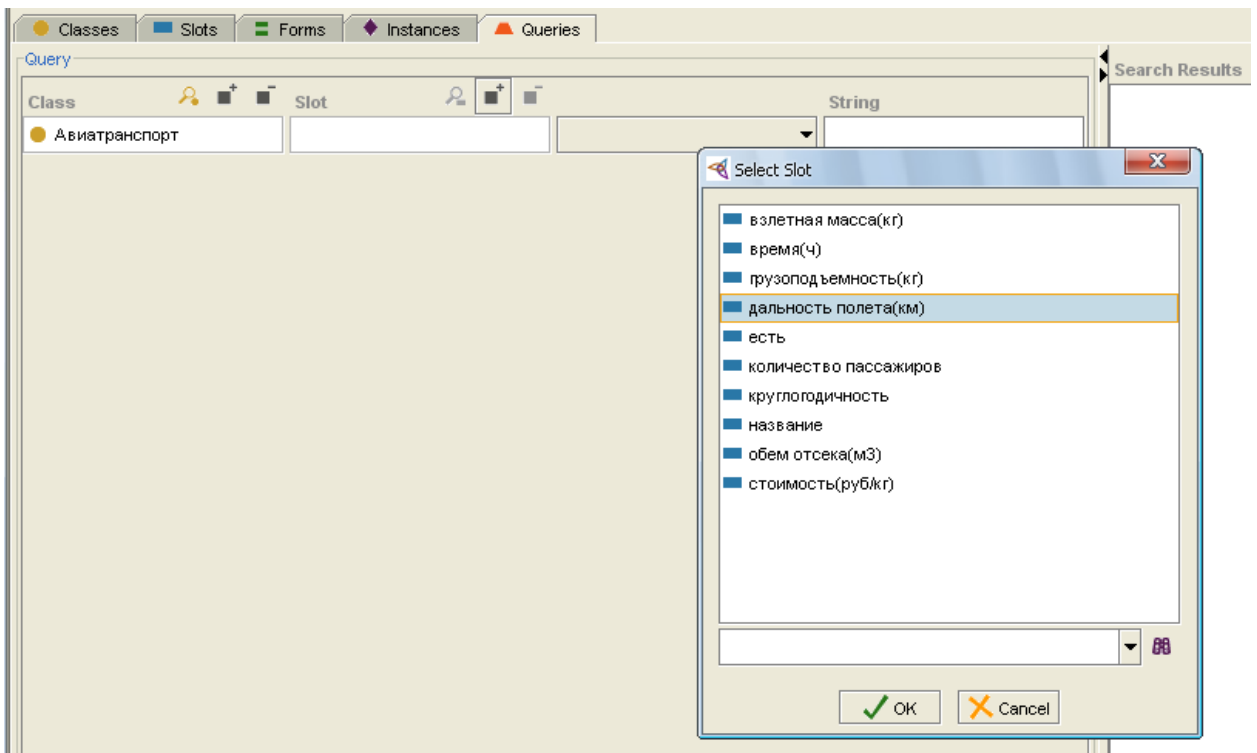 Classes Slots Forms Instances Queries
Query
Search Results
Class Slot String
Авиатранспорт
Select Slot
взлетная масса(кг)
время(ч)
грузоподъемность(кг)
дальность полета(км)
есть
количество пассажиров
круглогодичность
название
обем отсека(м3)
стоимость(руб/кг)
OK Cancel